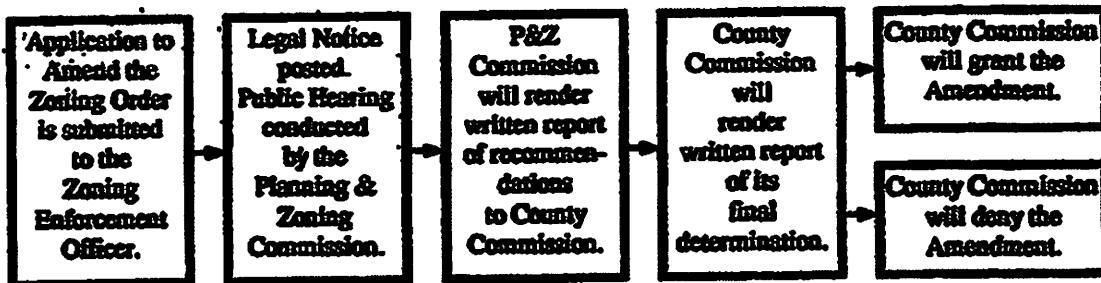 Application to
Amend the
Zoning Order
is submitted
to the
Zoning
Enforcement
Officer.
Legal Notice
posted.
Public Hearing
conducted
by the
Planning &
Zoning
Commission.
P&Z
Commission
will render
written report
of recommen-
dations
to County
Commission.
County
Commission
will
render
written report
of its
final
determination.
County Commission
will grant the
Amendment.
County Commission
will deny the
Amendment.